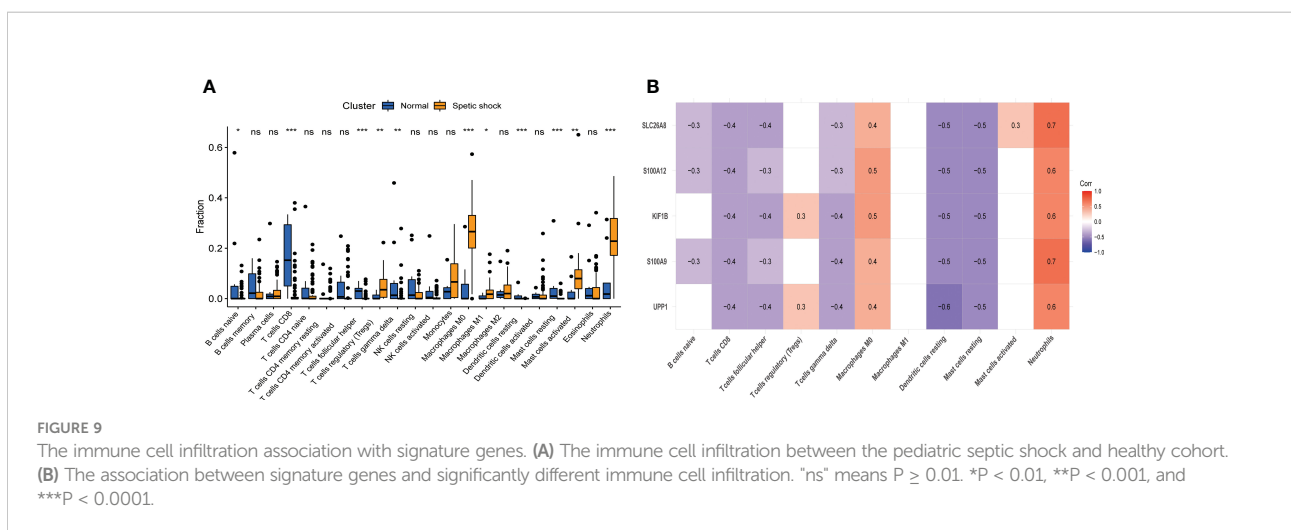 A
Cluster Normal Spetic shock
* ns ns *** ns ns ns *** ** ** ns ns ns *** * ns *** ns *** ** ns ***
0.6
0.4
0.2
0.0
Fraction
B cells naive
B cells memory
Plasma cells
T cells CD8
T cells CD4 naive
T cells CD4 memory resting
T cells CD4 memory activated
T cells follicular helper
T cells regulatory (Tregs)
T cells gamma delta
NK cells resting
NK cells activated
Monocytes
Macrophages M0
Macrophages M1
Macrophages M2
Dendritic cells resting
Dendritic cells activated
Mast cells resting
Mast cells activated
Eosinophils
Neutrophils
B
SLC26A8 −0.3 −0.4 −0.4 −0.3 0.4 −0.5 −0.5 0.3 0.7
S100A12 −0.3 −0.4 −0.3 −0.3 0.5 −0.5 −0.5 0.6
KIF1B −0.4 −0.4 0.3 −0.4 0.5 −0.5 −0.5 0.6
S100A9 −0.3 −0.4 −0.3 −0.4 0.4 −0.5 −0.5 0.7
UPP1 −0.4 −0.4 0.3 −0.4 0.4 −0.6 −0.5 0.6
B cells naive
T cells CD8
T cells follicular helper
T cells regulatory (Tregs)
T cells gamma delta
Macrophages M0
Macrophages M1
Dendritic cells resting
Mast cells resting
Mast cells activated
Neutrophils
Corr
1.0
0.5
0.0
−0.5
−1.0
FIGURE 9
The immune cell infiltration association with signature genes. (A) The immune cell infiltration between the pediatric septic shock and healthy cohort.
(B) The association between signature genes and significantly different immune cell infiltration. "ns" means P ≥ 0.01. *P < 0.01, **P < 0.001, and
***P < 0.0001.